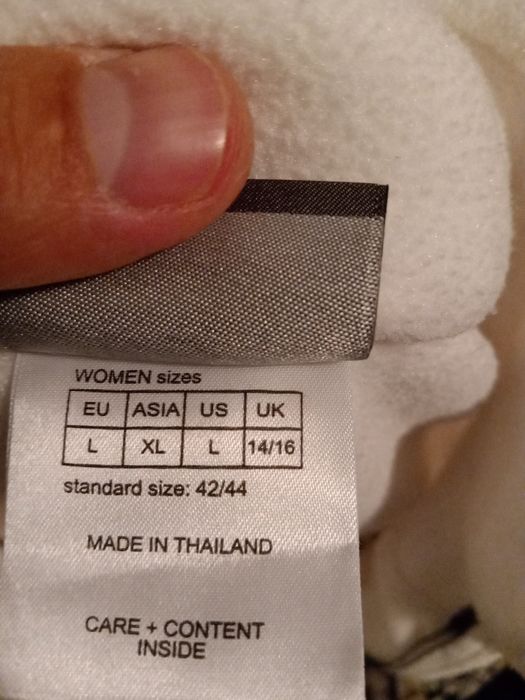 WOMEN sizes
EU ASIA US UK
L XL L 14/16
standard size: 42/44
MADE IN THAILAND
CARE + CONTENT
INSIDE